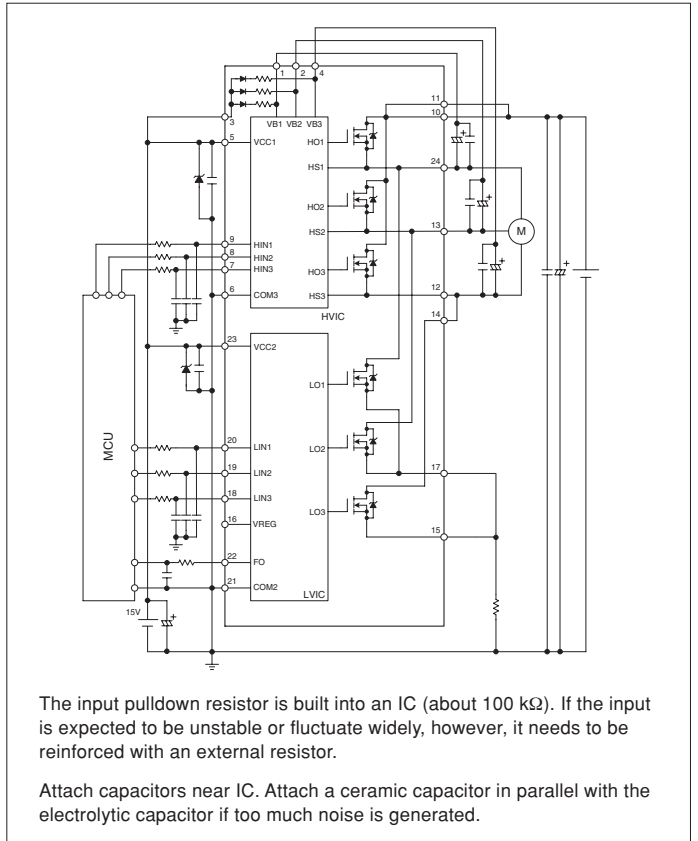 1 2 4
3
VB1 VB2 VB3
11
10
5
VCC1
HO1
HS1
24
HO2
HS2
13
M
9
HIN1
8
HIN2
7
HIN3
HO3
6
COM3
HS3
12
HVIC
14
23
VCC2
LO1
MCU
20
LIN1
LO2
19
LIN2
17
18
LIN3
LO3
16
VREG
15
22
FO
21
COM2
LVIC
15V
+
+
+
+
+
The input pulldown resistor is built into an IC (about 100 kΩ). If the input
is expected to be unstable or fluctuate widely, however, it needs to be
reinforced with an external resistor.
Attach capacitors near IC. Attach a ceramic capacitor in parallel with the
electrolytic capacitor if too much noise is generated.